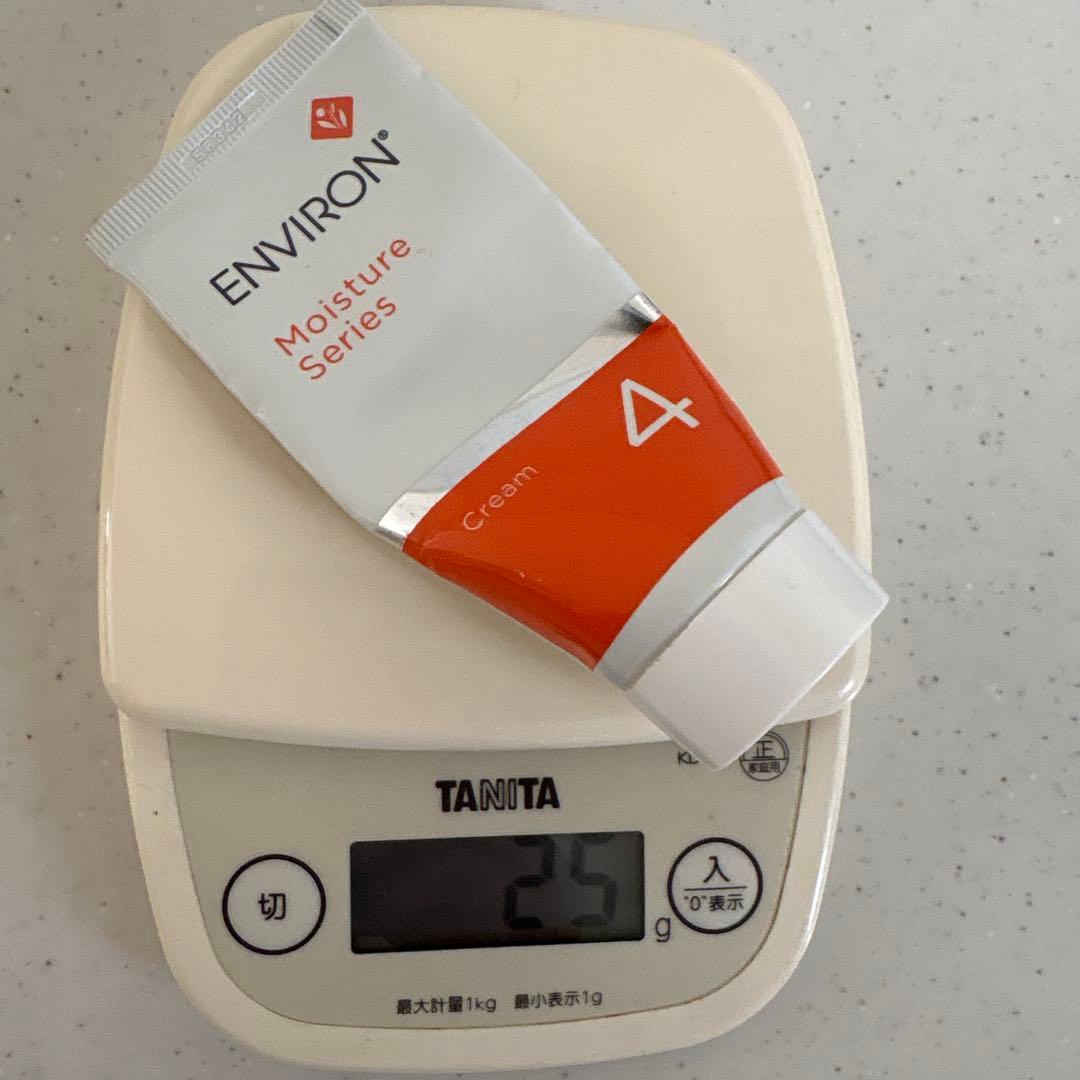 ENVIRON®
Moisture
Series
4
Cream
正
家庭用
TANITA
25
g
切
入
"0"表示
最大計量1kg 最小表示1g